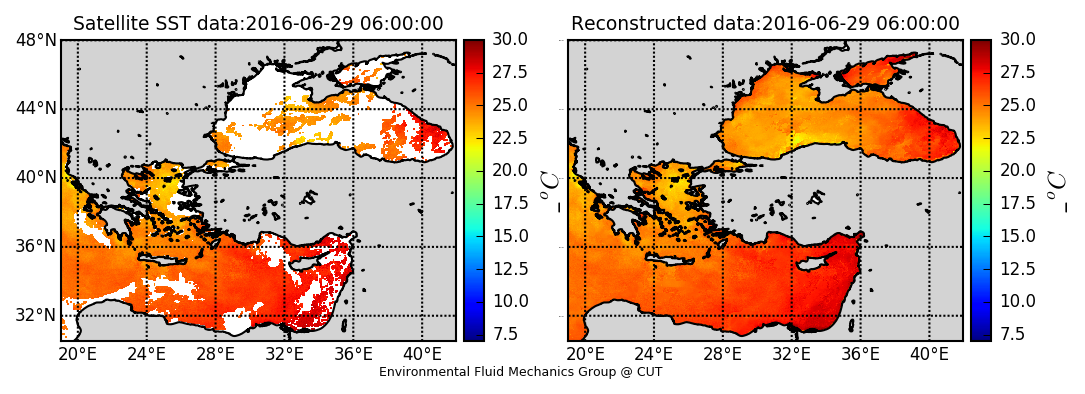 Satellite SST data:2016-06-29 06:00:00
Reconstructed data:2016-06-29 06:00:00
48°N
44°N
40°N
36°N
32°N
20°E 24°E 28°E 32°E 36°E 40°E
30.0
27.5
25.0
22.5
20.0
17.5
15.0
12.5
10.0
7.5
_ °C
20°E 24°E 28°E 32°E 36°E 40°E
30.0
27.5
25.0
22.5
20.0
17.5
15.0
12.5
10.0
7.5
_ °C
Environmental Fluid Mechanics Group @ CUT